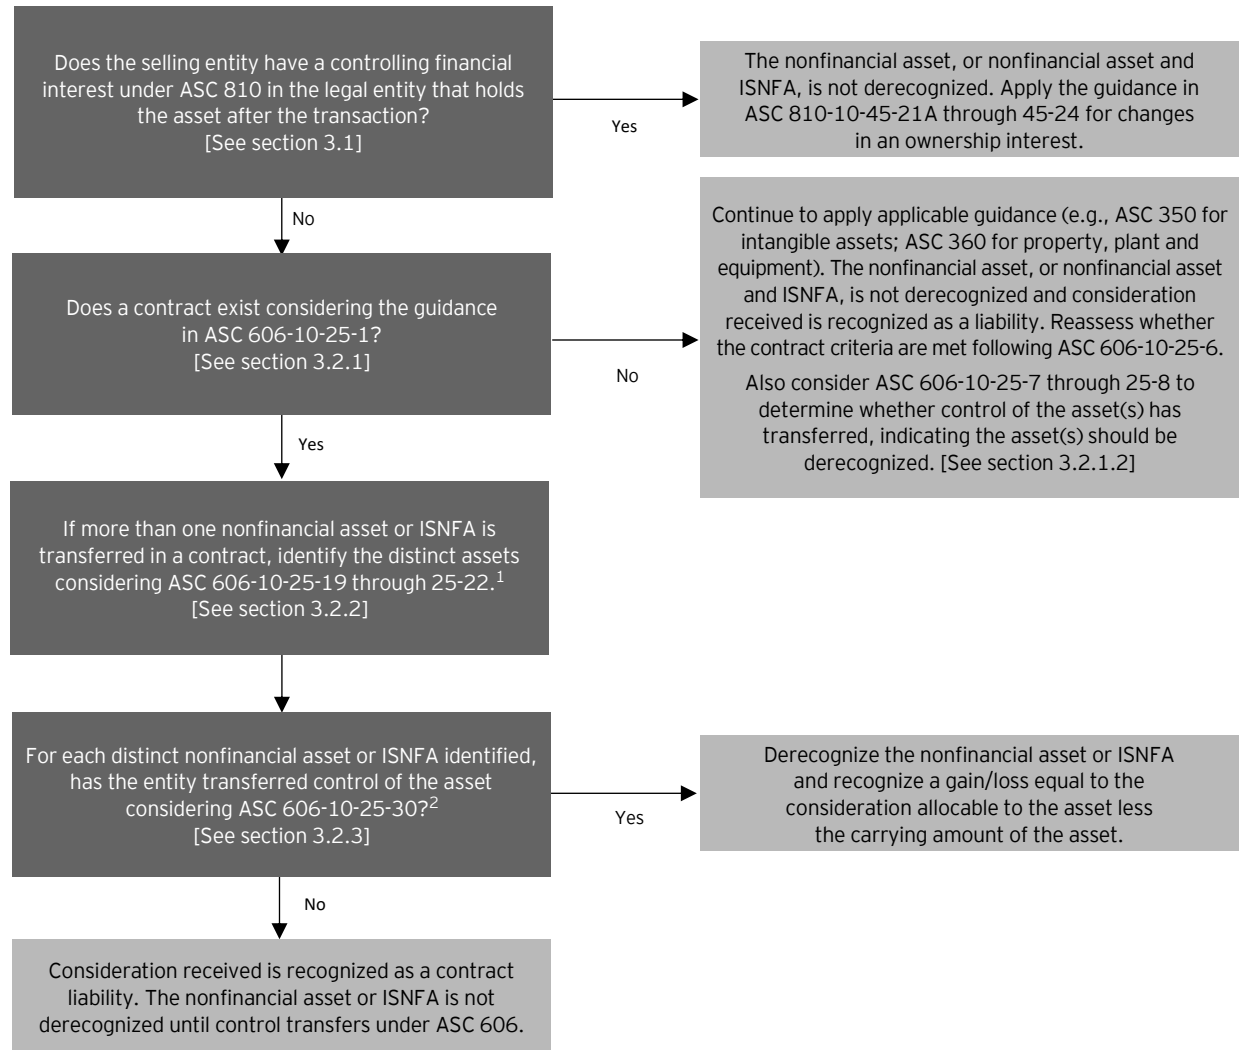 Does the selling entity have a controlling financial
interest under ASC 810 in the legal entity that holds
the asset after the transaction?
[See section 3.1]
Yes
The nonfinancial asset, or nonfinancial asset and
ISNFA, is not derecognized. Apply the guidance in
ASC 810-10-45-21A through 45-24 for changes
in an ownership interest.
No
Does a contract exist considering the guidance
in ASC 606-10-25-1?
[See section 3.2.1]
No
Continue to apply applicable guidance (e.g., ASC 350 for
intangible assets; ASC 360 for property, plant and
equipment). The nonfinancial asset, or nonfinancial asset
and ISNFA, is not derecognized and consideration
received is recognized as a liability. Reassess whether
the contract criteria are met following ASC 606-10-25-6.
Also consider ASC 606-10-25-7 through 25-8 to
determine whether control of the asset(s) has
transferred, indicating the asset(s) should be
derecognized. [See section 3.2.1.2]
Yes
If more than one nonfinancial asset or ISNFA is
transferred in a contract, identify the distinct assets
considering ASC 606-10-25-19 through 25-22.1
[See section 3.2.2]
For each distinct nonfinancial asset or ISNFA identified,
has the entity transferred control of the asset
considering ASC 606-10-25-30?2
[See section 3.2.3]
Yes
Derecognize the nonfinancial asset or ISNFA
and recognize a gain/loss equal to the
consideration allocable to the asset less
the carrying amount of the asset.
No
Consideration received is recognized as a contract
liability. The nonfinancial asset or ISNFA is not
derecognized until control transfers under ASC 606.